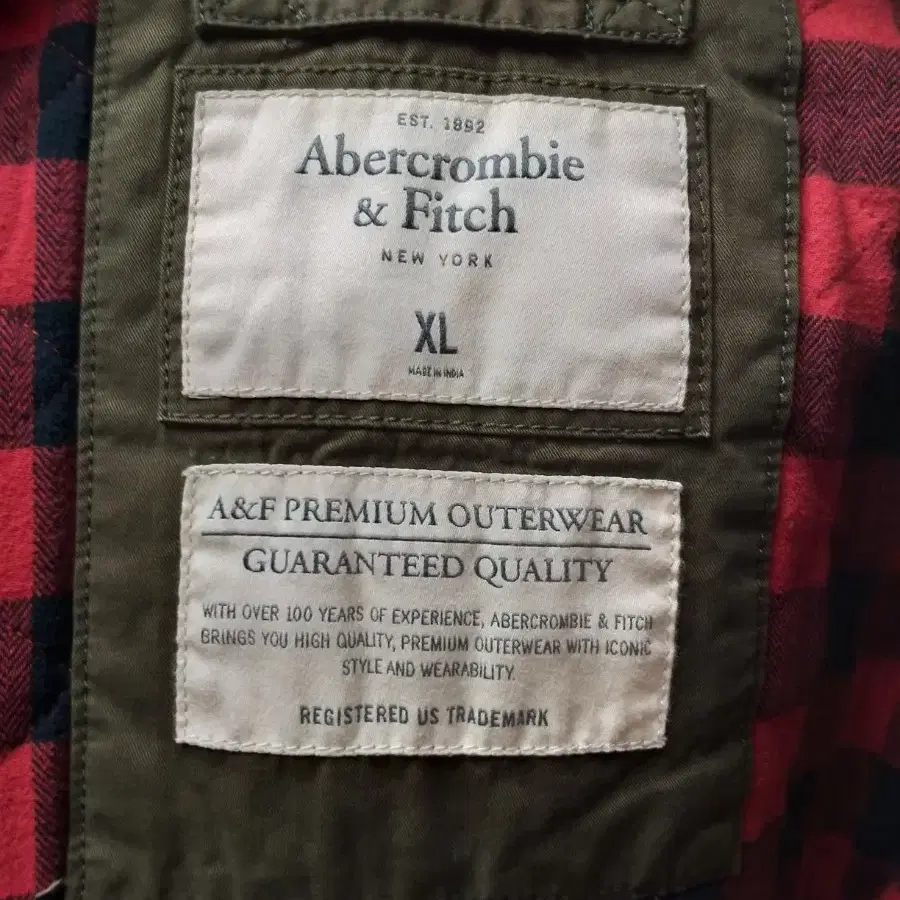 EST. 1892
Abercrombie
& Fitch
NEW YORK
XL
MADE IN INDIA
A&F PREMIUM OUTERWEAR
GUARANTEED QUALITY
WITH OVER 100 YEARS OF EXPERIENCE, ABERCROMBIE & FITCH
BRINGS YOU HIGH QUALITY, PREMIUM OUTERWEAR WITH ICONIC
STYLE AND WEARABILITY.
REGISTERED US TRADEMARK